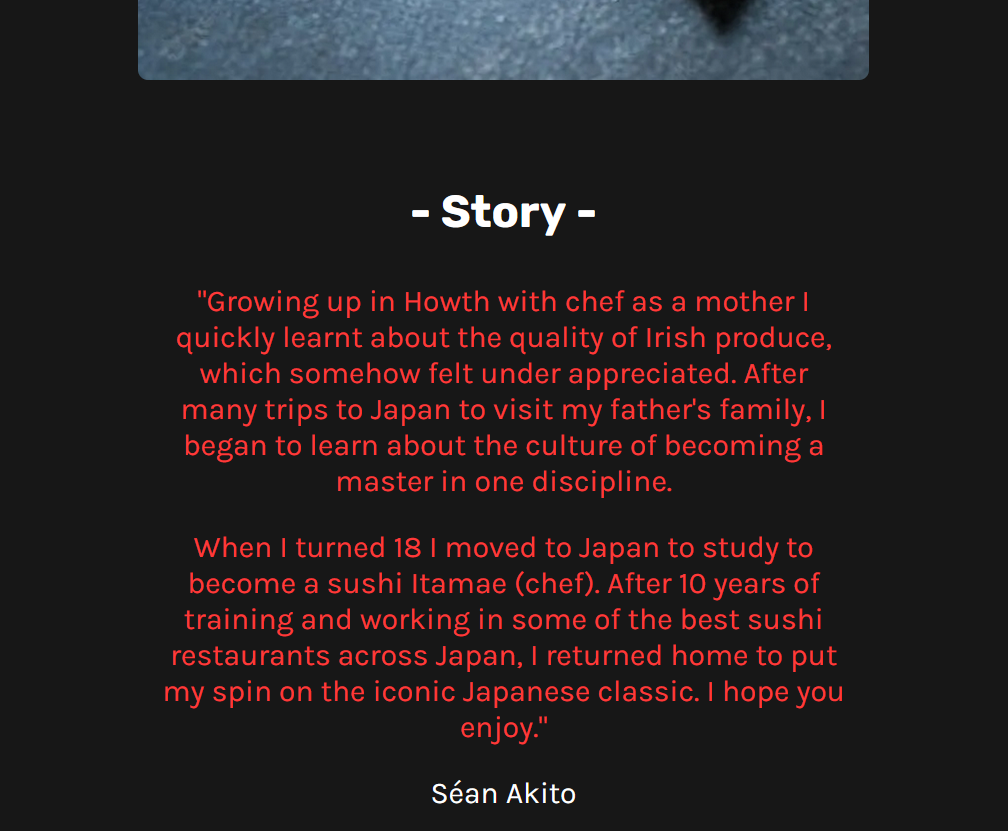 - Story -
"Growing up in Howth with chef as a mother I
quickly learnt about the quality of Irish produce,
which somehow felt under appreciated. After
many trips to Japan to visit my father's family, I
began to learn about the culture of becoming a
master in one discipline.
When I turned 18 I moved to Japan to study to
become a sushi Itamae (chef). After 10 years of
training and working in some of the best sushi
restaurants across Japan, I returned home to put
my spin on the iconic Japanese classic. I hope you
enjoy."
Séan Akito